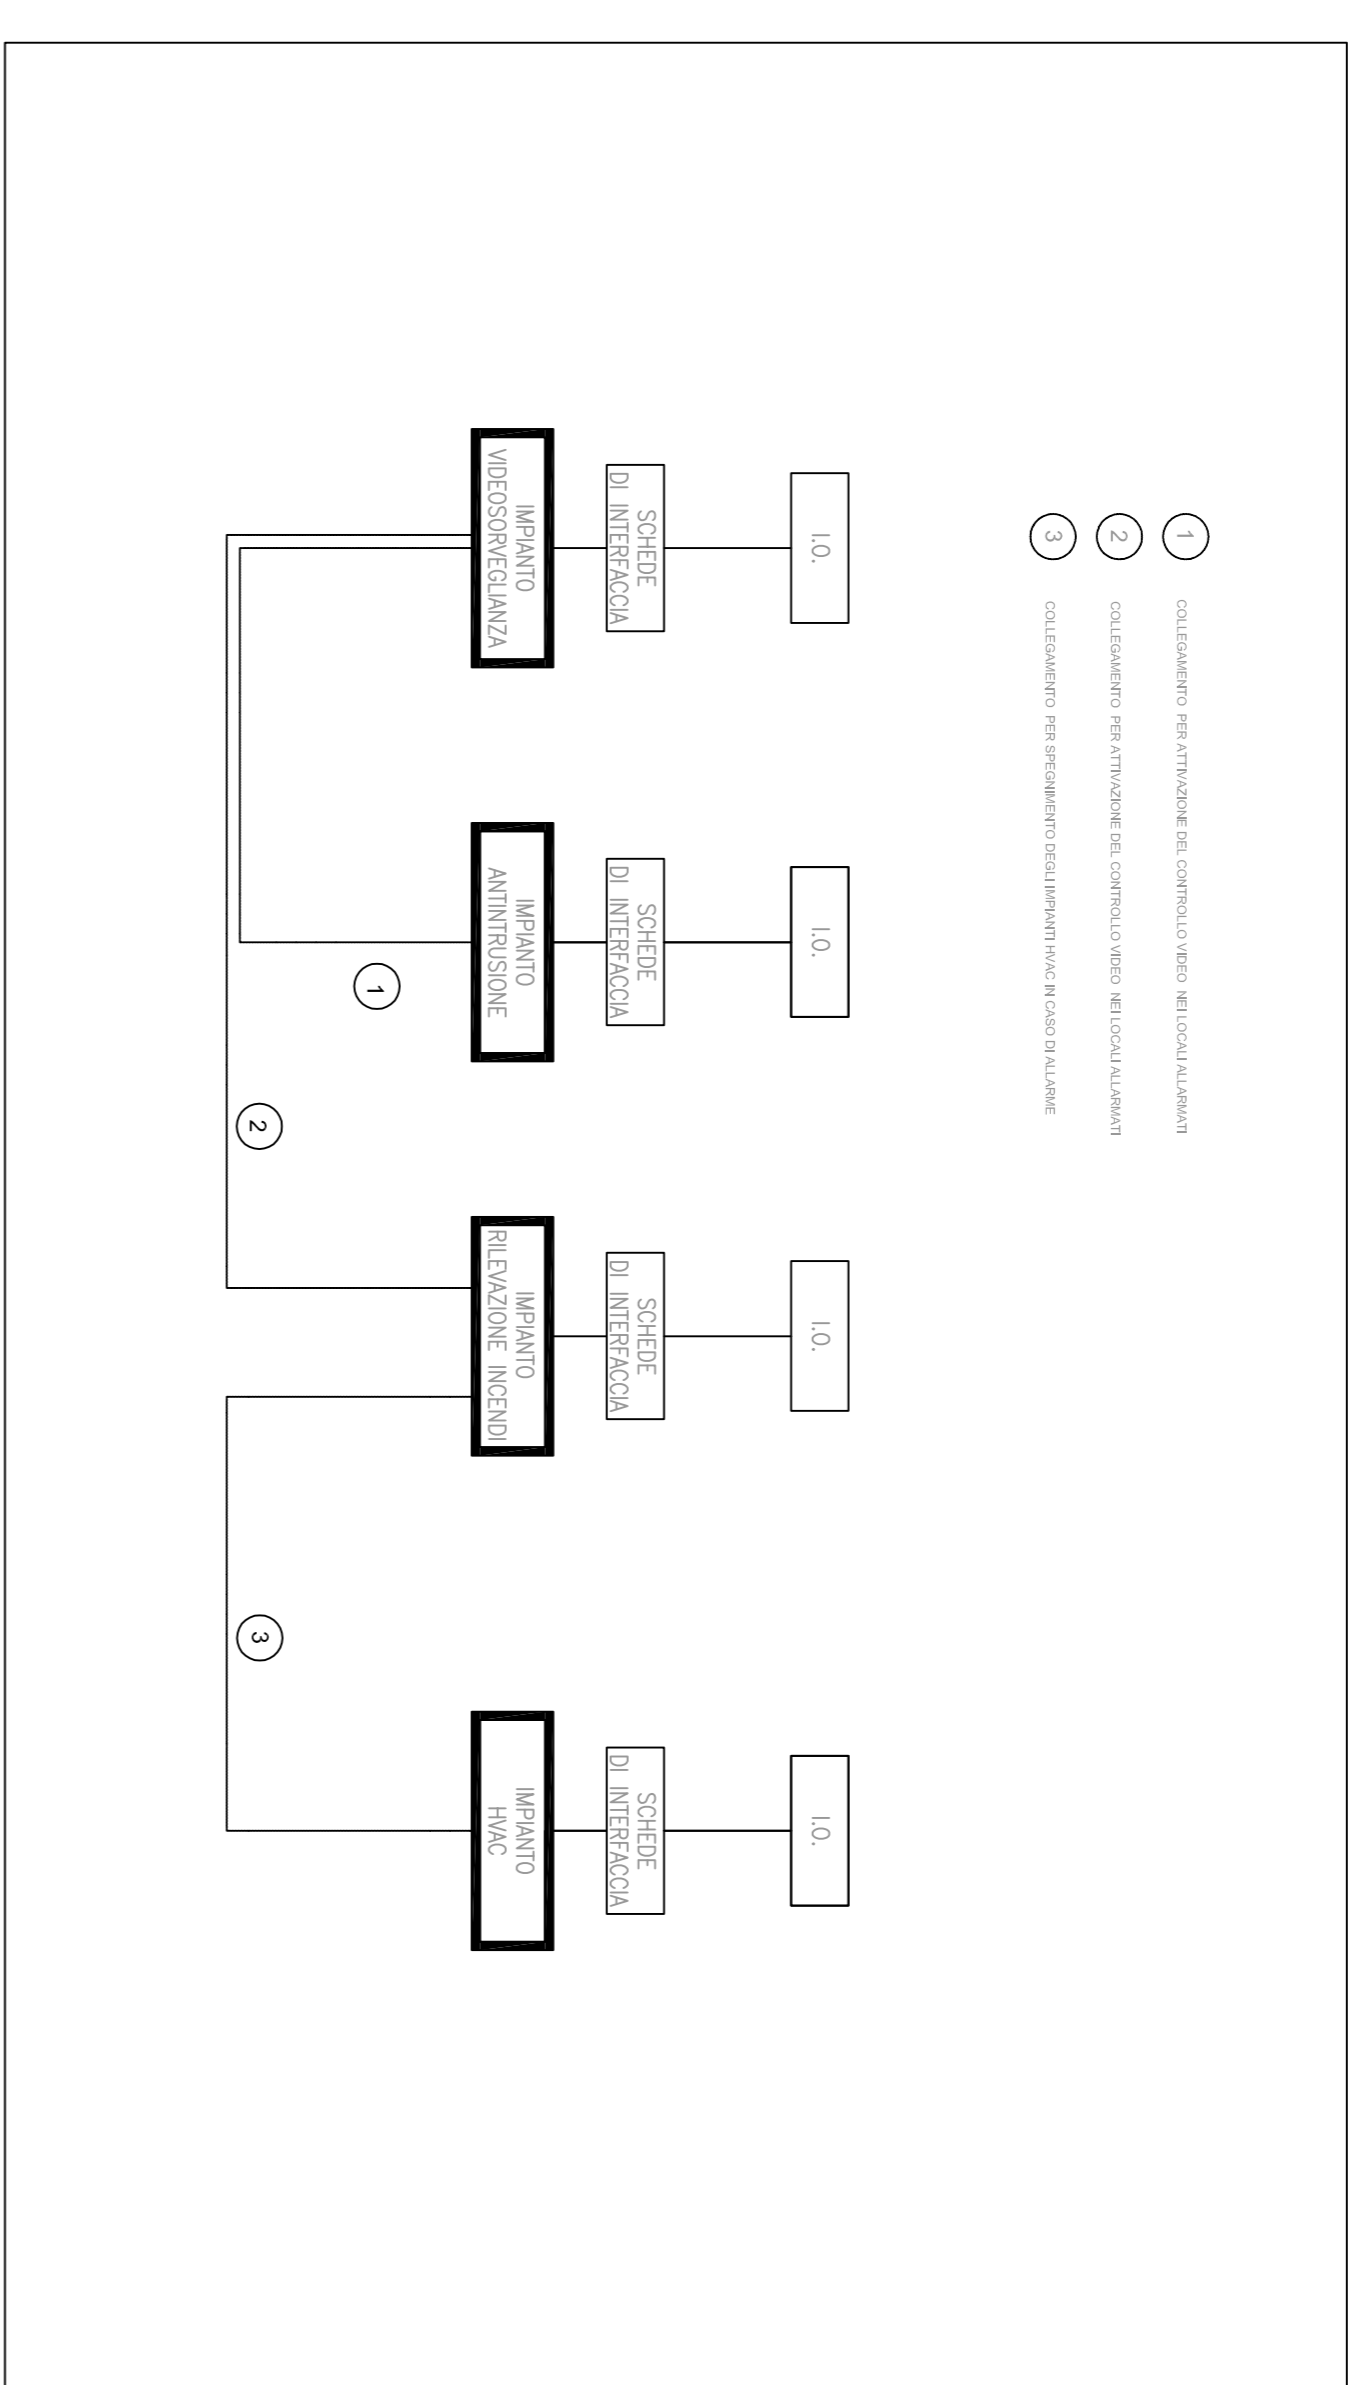 1 COLLEGAMENTO PER ATTIVAZIONE DEL CONTROLLO VIDEO NEI LOCALI ALLARMATI
2 COLLEGAMENTO PER ATTIVAZIONE DEL CONTROLLO VIDEO NEI LOCALI ALLARMATI
3 COLLEGAMENTO PER SPEGNIMENTO DEGLI IMPIANTI HVAC IN CASO DI ALLARME
I.O.
I.O.
I.O.
I.O.
SCHEDE
DI INTERFACCIA
SCHEDE
DI INTERFACCIA
SCHEDE
DI INTERFACCIA
SCHEDE
DI INTERFACCIA
IMPIANTO
VIDEOSORVEGLIANZA
IMPIANTO
ANTINTRUSIONE
IMPIANTO
RILEVAZIONE INCENDI
IMPIANTO
HVAC
1
2
3